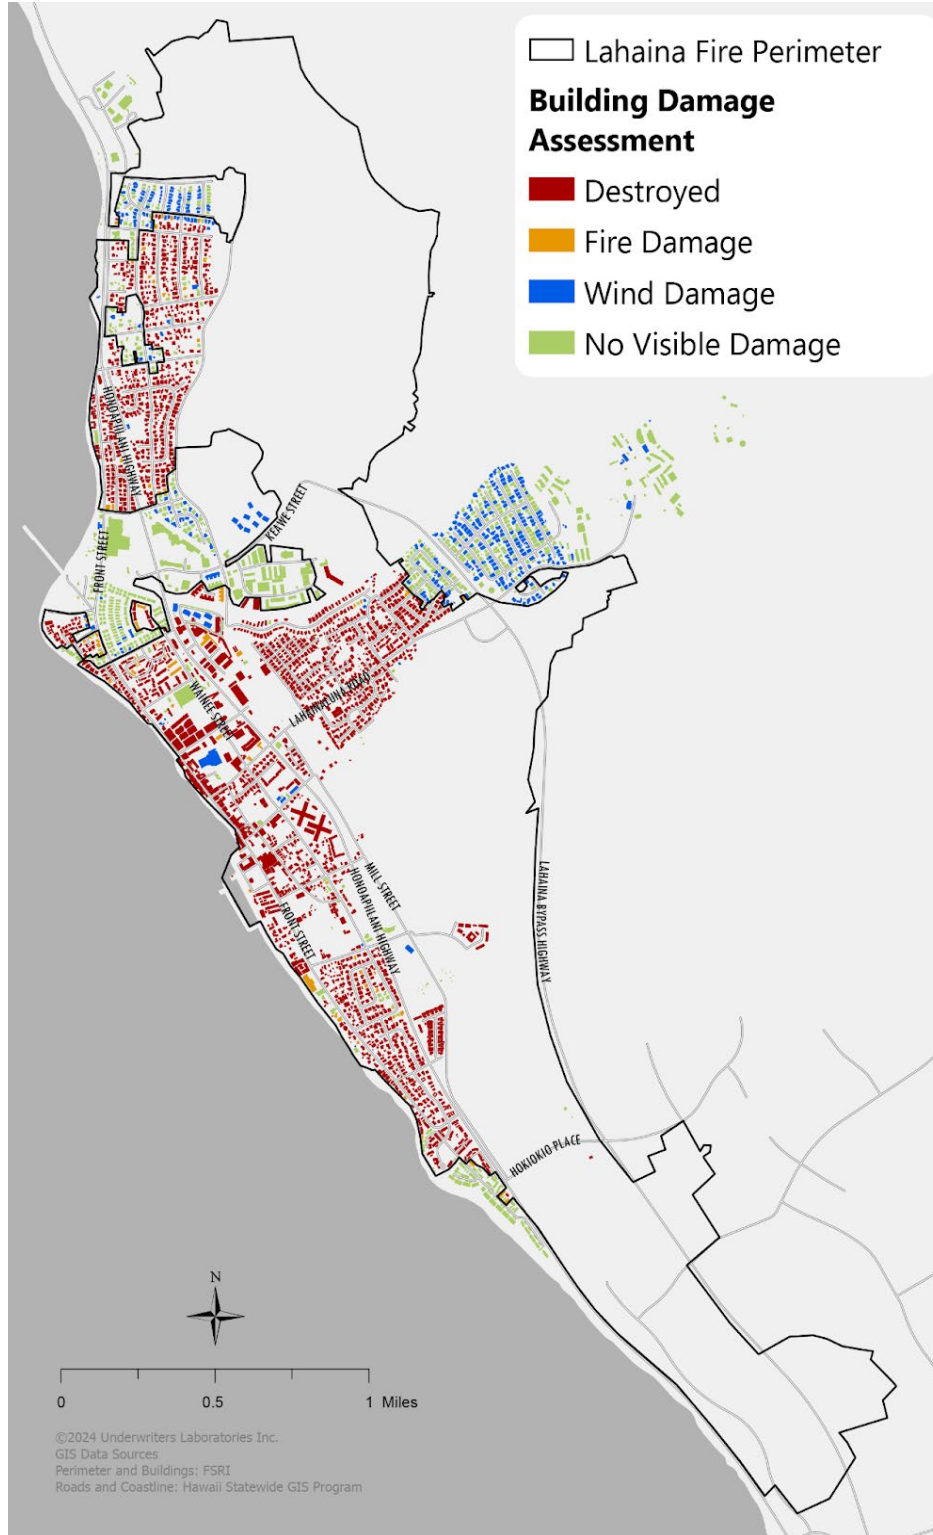 Lahaina Fire Perimeter
Building Damage
Assessment
Destroyed
Fire Damage
Wind Damage
No Visible Damage
HONOAPIILANI HIGHWAY
KEAWE STREET
FRONT STREET
WAINEE STREET
LAHAINALUNA ROAD
MILL STREET
HONOAPIILANI HIGHWAY
FRONT STREET
LAHAINA BYPASS HIGHWAY
HOKIOKIO PLACE
N
0 0.5 1 Miles
©2024 Underwriters Laboratories Inc.
GIS Data Sources
Perimeter and Buildings: FSRI
Roads and Coastline: Hawaii Statewide GIS Program